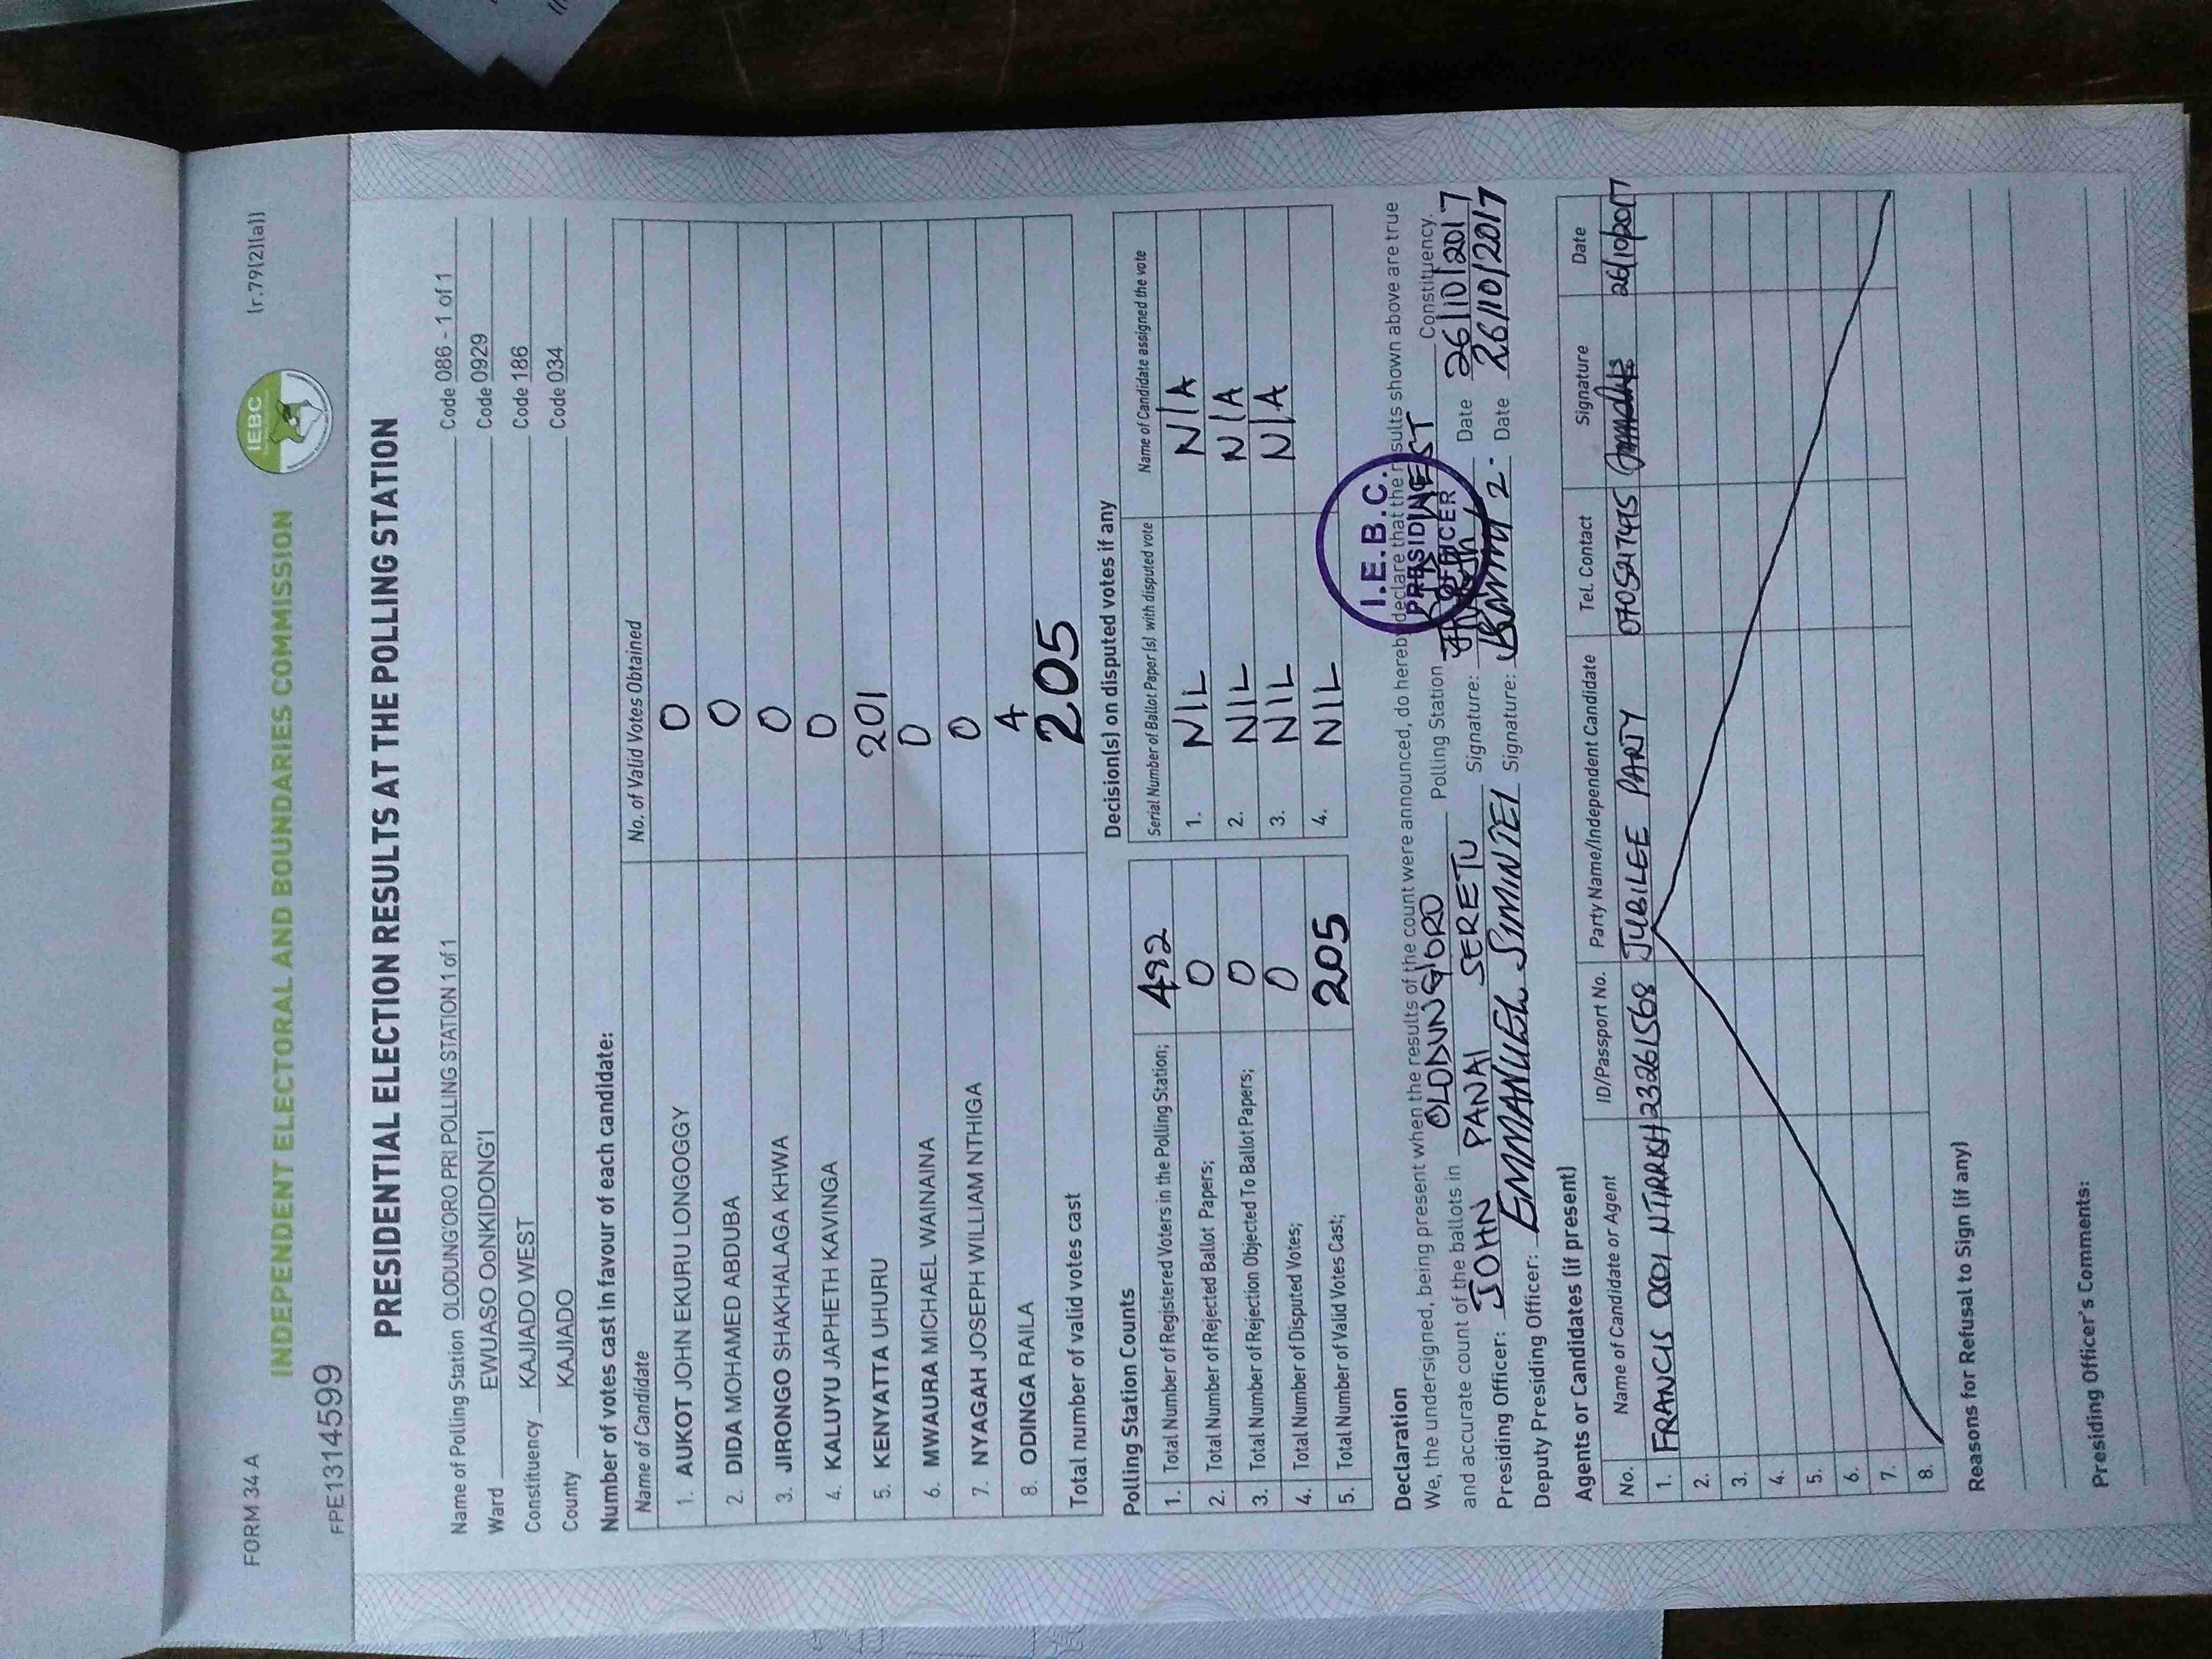 FORM 34 A
(r.79(2)(a))
INDEPENDENT ELECTORAL AND BOUNDARIES COMMISSION
IEBC
FPE1314599
PRESIDENTIAL ELECTION RESULTS AT THE POLLING STATION
Name of Polling Station OLODUNG'ORO PRI POLLING STATION 1 of 1 Code 086 - 1 of 1
Ward EWUASO OoNKIDONG'I Code 0929
Constituency KAJIADO WEST Code 186
County KAJIADO Code 034
Number of votes cast in favour of each candidate:
Name of Candidate No. of Valid Votes Obtained
1. AUKOT JOHN EKURU LONGOGGY 0
2. DIDA MOHAMED ABDUBA 0
3. JIRONGO SHAKHALAGA KHWA 0
4. KALUYU JAPHETH KAVINGA 0
5. KENYATTA UHURU 201
6. MWAURA MICHAEL WAINAINA 0
7. NYAGAH JOSEPH WILLIAM NTHIGA 0
8. ODINGA RAILA 4
Total number of valid votes cast 205
Polling Station Counts
1. Total Number of Registered Voters in the Polling Station; 492
2. Total Number of Rejected Ballot Papers; 0
3. Total Number of Rejection Objected To Ballot Papers; 0
4. Total Number of Disputed Votes; 0
5. Total Number of Valid Votes Cast; 205
Decision(s) on disputed votes if any
Serial Number of Ballot Paper(s) with disputed vote Name of Candidate assigned the vote
1. NIL N/A
2. NIL N/A
3. NIL N/A
4. NIL
I.E.B.C.
PRESIDING
OFFICER
Declaration
We, the undersigned, being present when the results of the count were announced, do hereby declare that the results shown above are true
and accurate count of the ballots in OLODUNG'ORO Polling Station WEST Constituency.
Presiding Officer: JOHN PANAI SERETU Signature: Date 26/10/2017
Deputy Presiding Officer: EMMANUEL SIMINTEI Signature: Date 26/10/2017
Agents or Candidates (if present)
No. Name of Candidate or Agent ID/Passport No. Party Name/Independent Candidate Tel. Contact Signature Date
1. FRANCIS 23261568 JUBILEE PARTY 26/10/2017
2.
3.
4.
5.
6.
7.
8.
Reasons for Refusal to Sign (if any)
Presiding Officer's Comments: